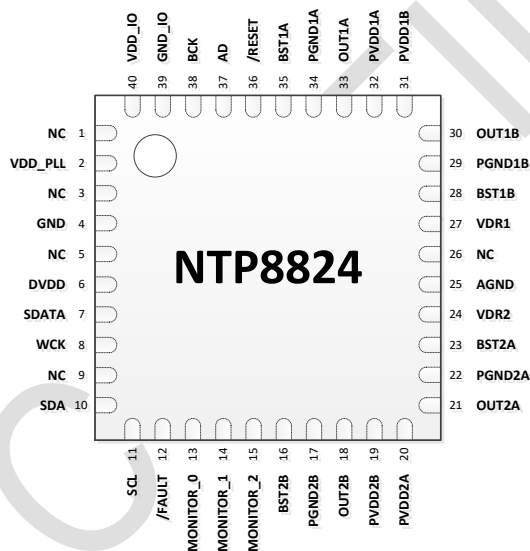 VDD_IO
GND_IO
BCK
AD
/RESET
BST1A
PGND1A
OUT1A
PVDD1A
PVDD1B
40 39 38 37 36 35 34 33 32 31
NC 1
VDD_PLL 2
NC 3
GND 4
NC 5
DVDD 6
SDATA 7
WCK 8
NC 9
SDA 10
NTP8824
30 OUT1B
29 PGND1B
28 BST1B
27 VDR1
26 NC
25 AGND
24 VDR2
23 BST2A
22 PGND2A
21 OUT2A
11 12 13 14 15 16 17 18 19 20
SCL
/FAULT
MONITOR_0
MONITOR_1
MONITOR_2
BST2B
PGND2B
OUT2B
PVDD2B
PVDD2A